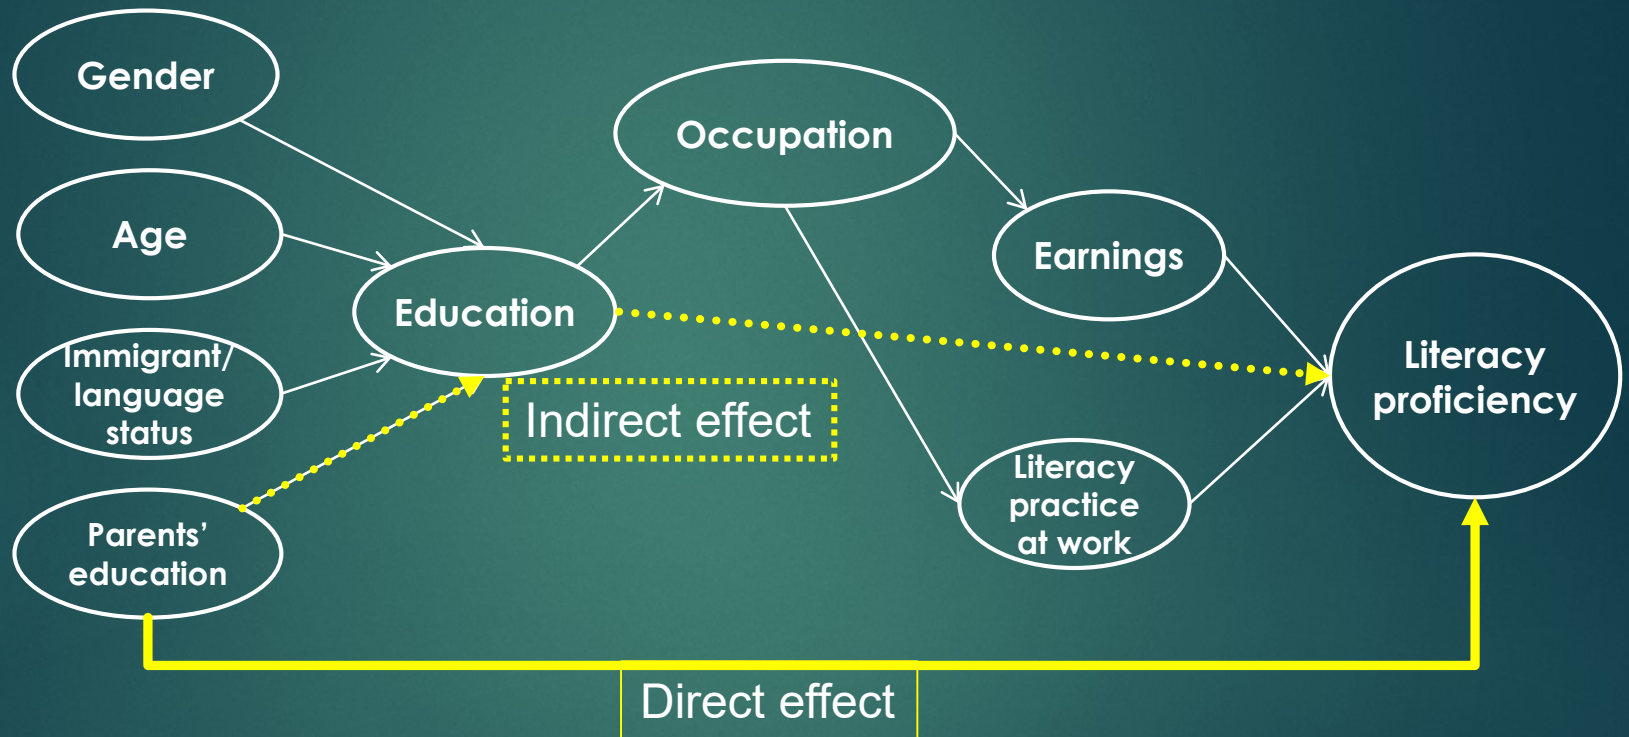 Gender
Age
Immigrant/
language
status
Parents’
education
Education
Occupation
Earnings
Literacy
practice
at work
Literacy
proficiency
Indirect effect
Direct effect